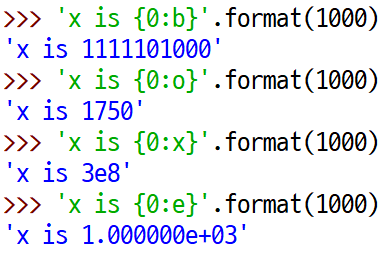 >>> 'x is {0:b}'.format(1000)
'x is 1111101000'
>>> 'x is {0:o}'.format(1000)
'x is 1750'
>>> 'x is {0:x}'.format(1000)
'x is 3e8'
>>> 'x is {0:e}'.format(1000)
'x is 1.000000e+03'